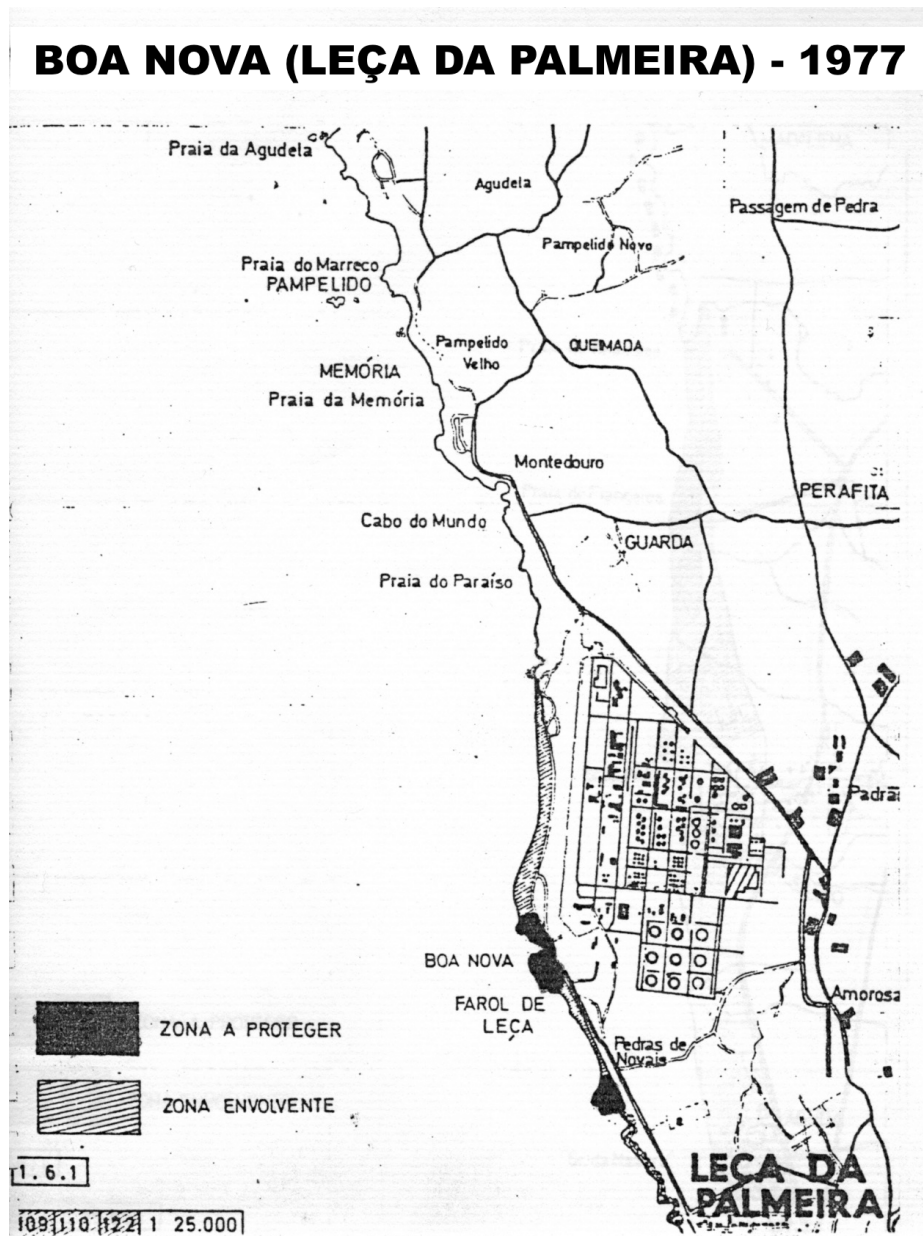 BOA NOVA (LEÇA DA PALMEIRA) - 1977
Praia da Agudela
Agudela
Passagem de Pedra
Pampelido Novo
Praia do Marreco
PAMPELIDO
Pampelido
Velho
QUEIMADA
MEMÓRIA
Praia da Memória
Montedouro
PERAFITA
Cabo do Mundo
GUARDA
Praia do Paraíso
Padrã
BOA NOVA
FAROL DE
LEÇA
Amorosa
ZONA A PROTEGER
Pedras de
Novais
ZONA ENVOLVENTE
1.6.1
LEÇA DA
PALMEIRA
109 110 122 1 25.000